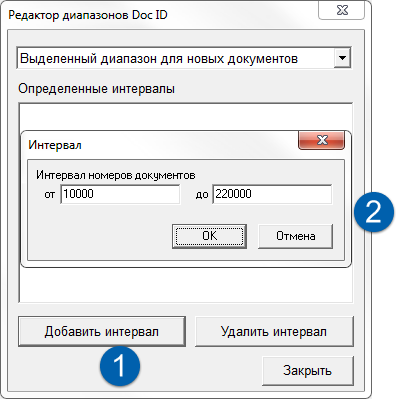 Редактор диапазонов Doc ID
Выделенный диапазон для новых документов
Определенные интервалы
Интервал
Интервал номеров документов
от 10000 до 220000
OK Отмена
2
Добавить интервал Удалить интервал
1
Закрыть